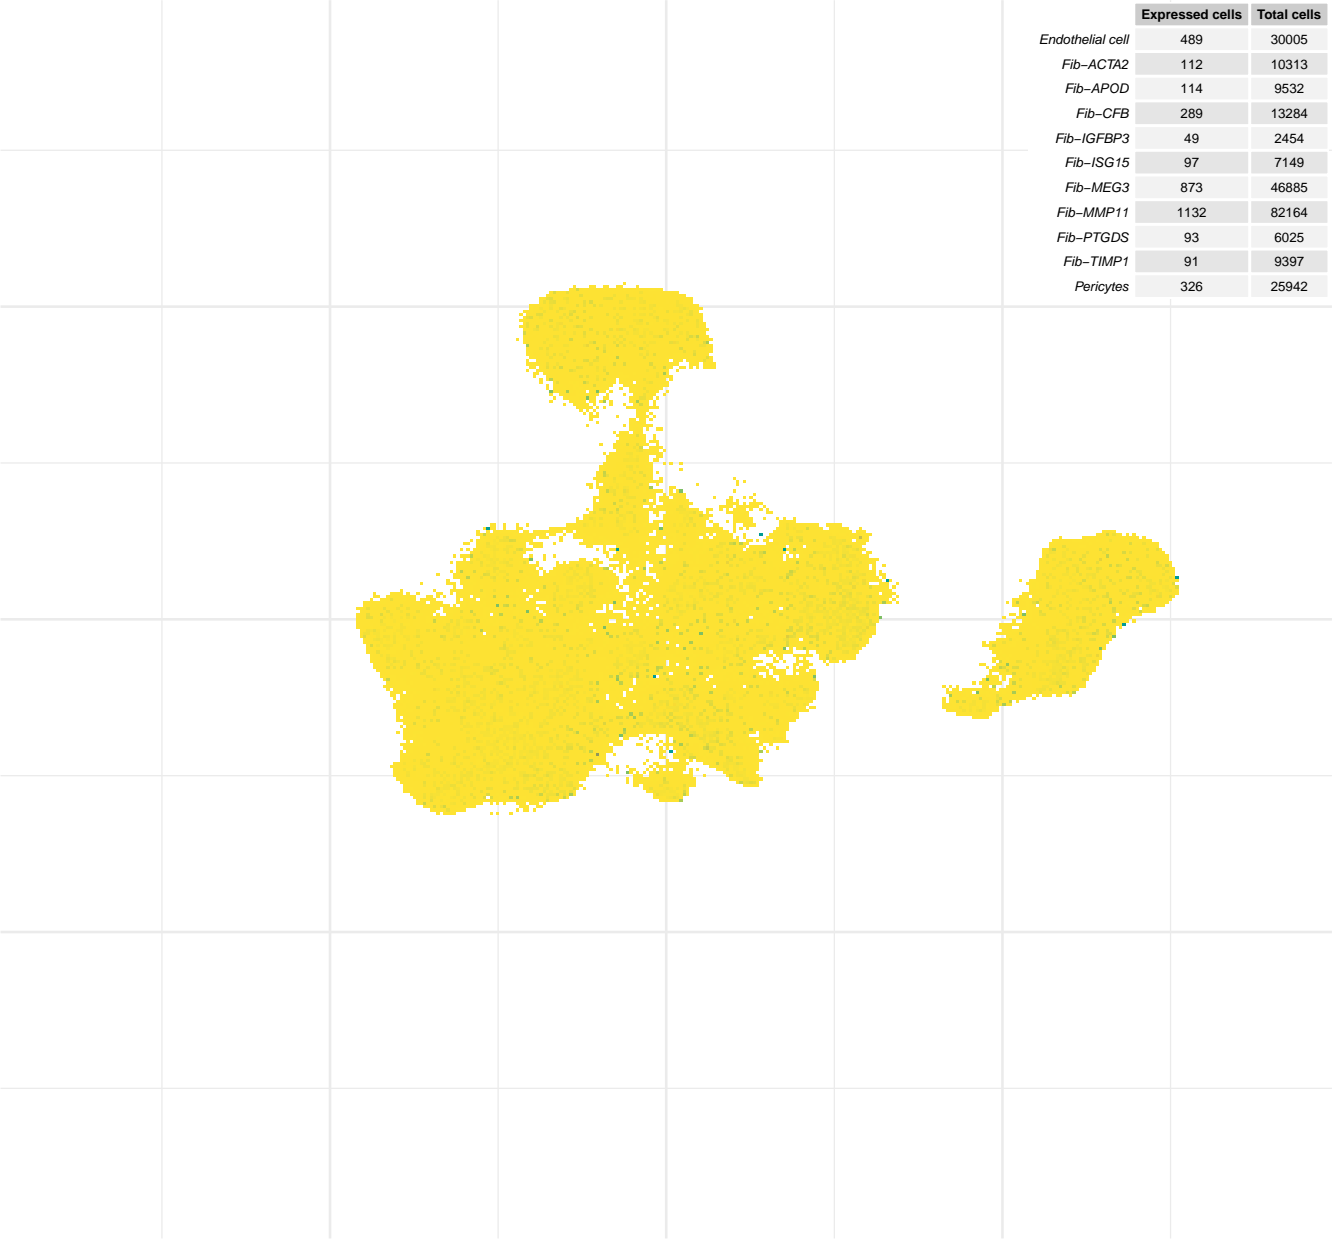 Expressed cells Total cells
Endothelial cell 489 30005
Fib−ACTA2 112 10313
Fib−APOD 114 9532
Fib−CFB 289 13284
Fib−IGFBP3 49 2454
Fib−ISG15 97 7149
Fib−MEG3 873 46885
Fib−MMP11 1132 82164
Fib−PTGDS 93 6025
Fib−TIMP1 91 9397
Pericytes 326 25942